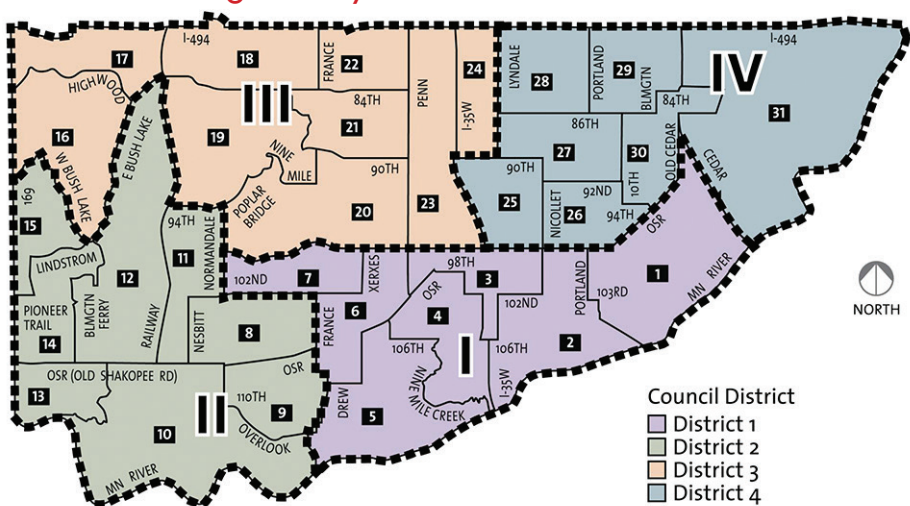 I-494
17
18
22
FRANCE
24
PENN
I-35W
HIGHWOOD
16
W BUSH LAKE
E BUSH LAKE
III
19
84TH
21
NINE
MILE
POPLAR
BRIDGE
90TH
20
23
LYNDALE
28
PORTLAND
29
BLMGTN
I-494
IV
84TH
31
86TH
27
30
10TH
OLD CEDAR
CEDAR
90TH
25
NICOLLET
92ND
26
94TH
OSR
169
15
LINDSTROM
12
94TH
11
NORMANDALE
PIONEER
TRAIL
14
BLMGTN
FERRY
RAILWAY
NESBITT
8
OSR (OLD SHAKOPEE RD)
13
OSR
110TH
9
II
10
OVERLOOK
MN RIVER
102ND
7
XERXES
98TH
3
OSR
102ND
PORTLAND
103RD
1
MN RIVER
FRANCE
6
4
106TH
I
106TH
2
DREW
5
NINE MILE CREEK
I-35W
NORTH
Council District
District 1
District 2
District 3
District 4